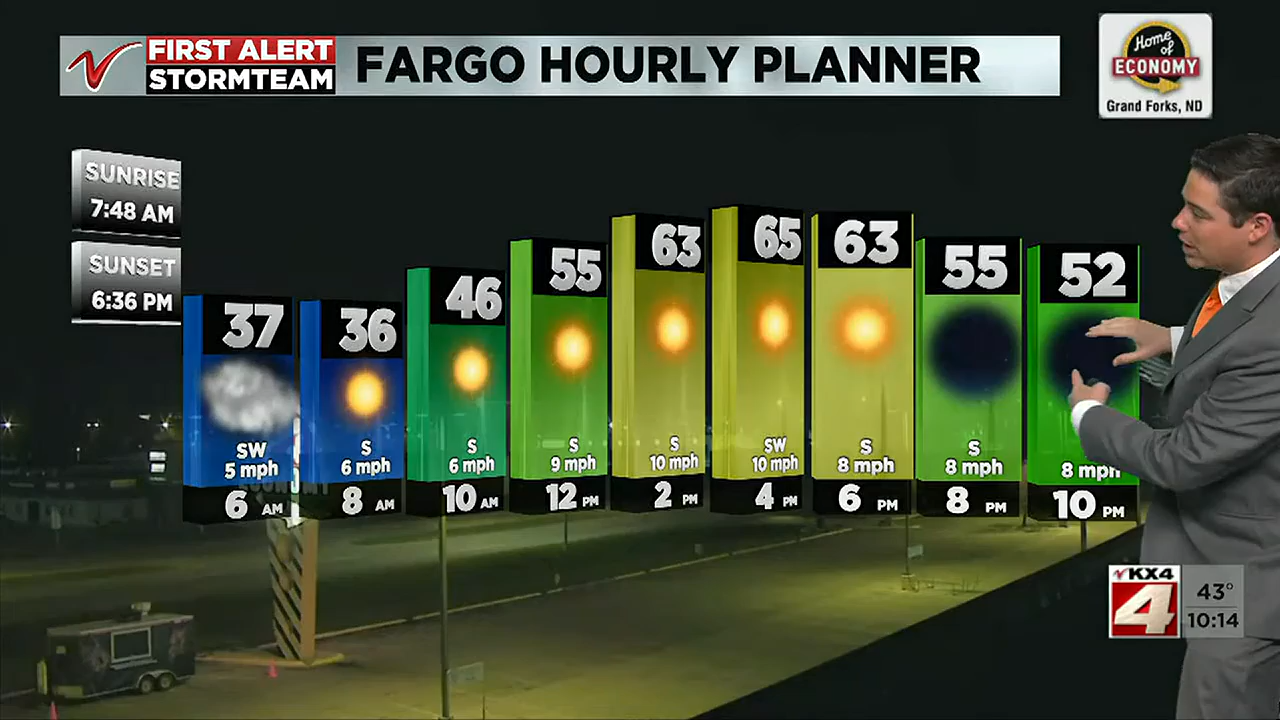 FIRST ALERT
STORMTEAM
FARGO HOURLY PLANNER
Home
of
ECONOMY
Grand Forks, ND
SUNRISE
7:48 AM
SUNSET
6:36 PM
37 36 46 55 63 65 63 55 52
SW S S S S SW S S
5 mph 6 mph 6 mph 9 mph 10 mph 10 mph 8 mph 8 mph 8 mph
6 AM 8 AM 10 AM 12 PM 2 PM 4 PM 6 PM 8 PM 10 PM
KX4
4
43°
10:14